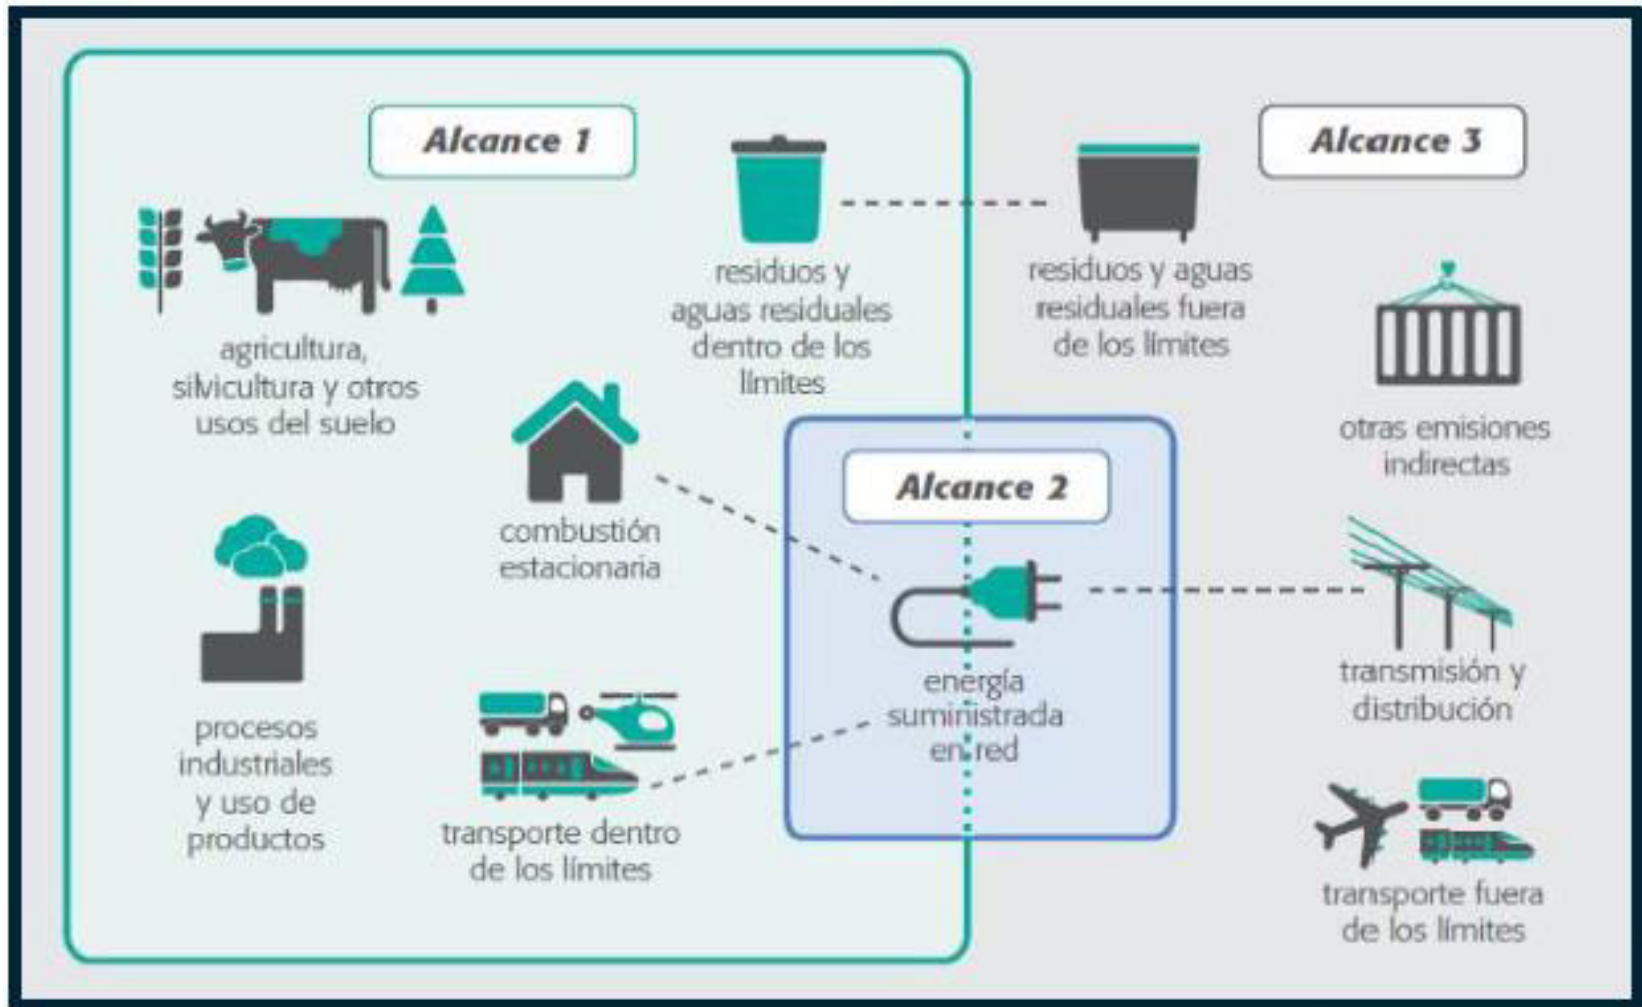 Alcance 1
agricultura,
silvicultura y otros
usos del suelo
residuos y
aguas residuales
dentro de los
límites
combustión
estacionaria
procesos
industriales
y uso de
productos
transporte dentro
de los límites
Alcance 2
energía
suministrada
en red
Alcance 3
residuos y aguas
residuales fuera
de los límites
otras emisiones
indirectas
transmisión y
distribución
transporte fuera
de los límites